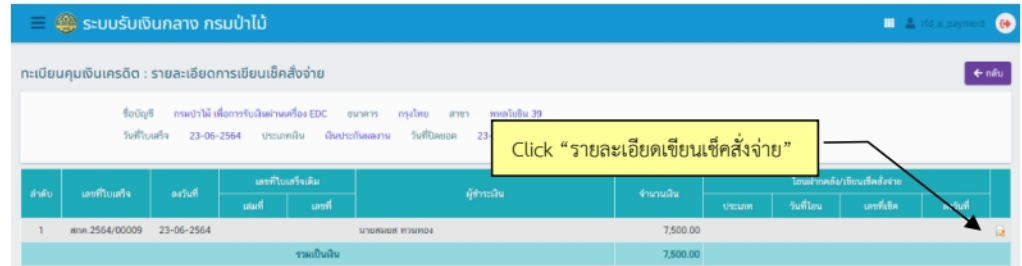 ระบบรับเงินกลาง กรมป่าไม้ rfd_e_payment
ทะเบียนคุมเงินเครดิต : รายละเอียดการเขียนเช็คสั่งจ่าย กลับ
ชื่อบัญชี กรมป่าไม้ เพื่อการรับเงินผ่านเครื่อง EDC ธนาคาร กรุงไทย สาขา พหลโยธิน 39
วันที่ใบเสร็จ 23-06-2564 ประเภทเงิน เงินประกันผลงาน วันที่ปิดยอด 23-
Click “รายละเอียดเขียนเช็คสั่งจ่าย”
ลำดับ เลขที่ใบเสร็จ ลงวันที่ เลขที่ใบเสร็จเดิม ผู้ชำระเงิน จำนวนเงิน โอนฝากคลัง/เขียนเช็คสั่งจ่าย
เล่มที่ เลขที่ ประเภท วันที่โอน เลขที่เช็ค ลงวันที่
1 สกค.2564/00009 23-06-2564 นายสมยส ทวนทอง 7,500.00
รวมเป็นเงิน 7,500.00